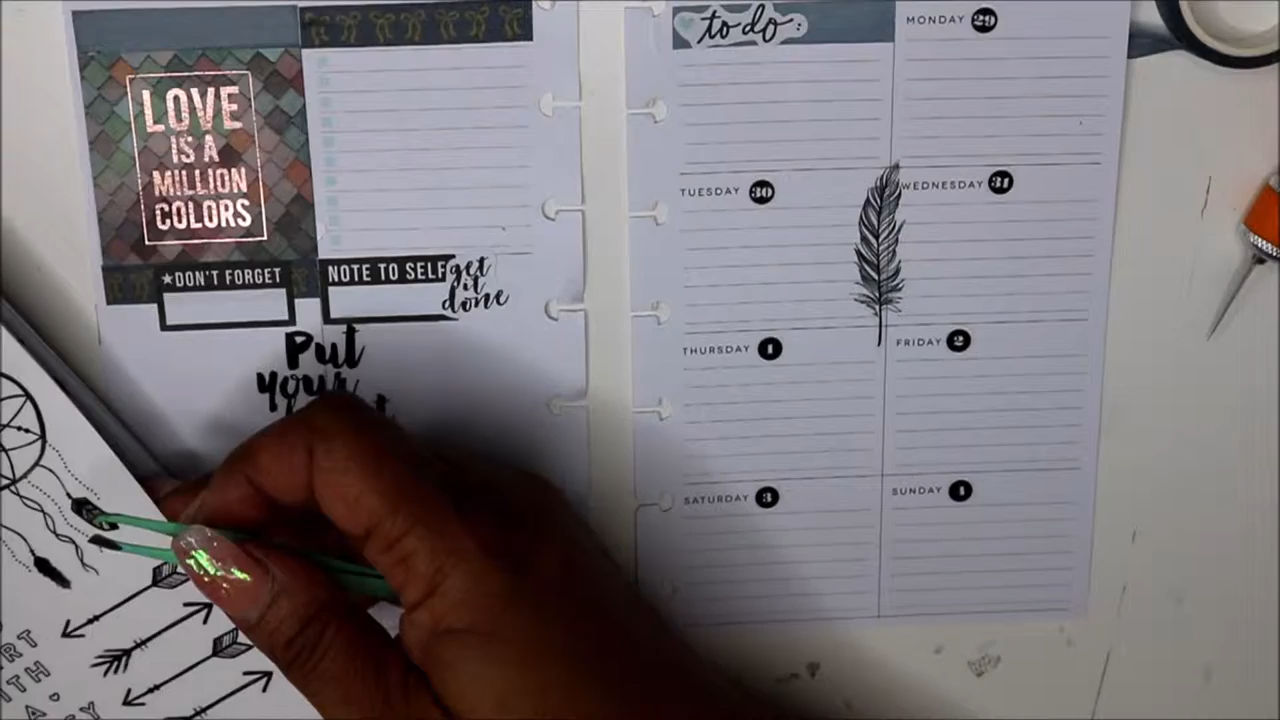 LOVE
IS A
MILLION
COLORS
★DON'T FORGET
NOTE TO SELF
get
it
done
Put
your
to do:
MONDAY 29
TUESDAY 30
WEDNESDAY 31
THURSDAY 1
FRIDAY 2
SATURDAY 3
SUNDAY 4